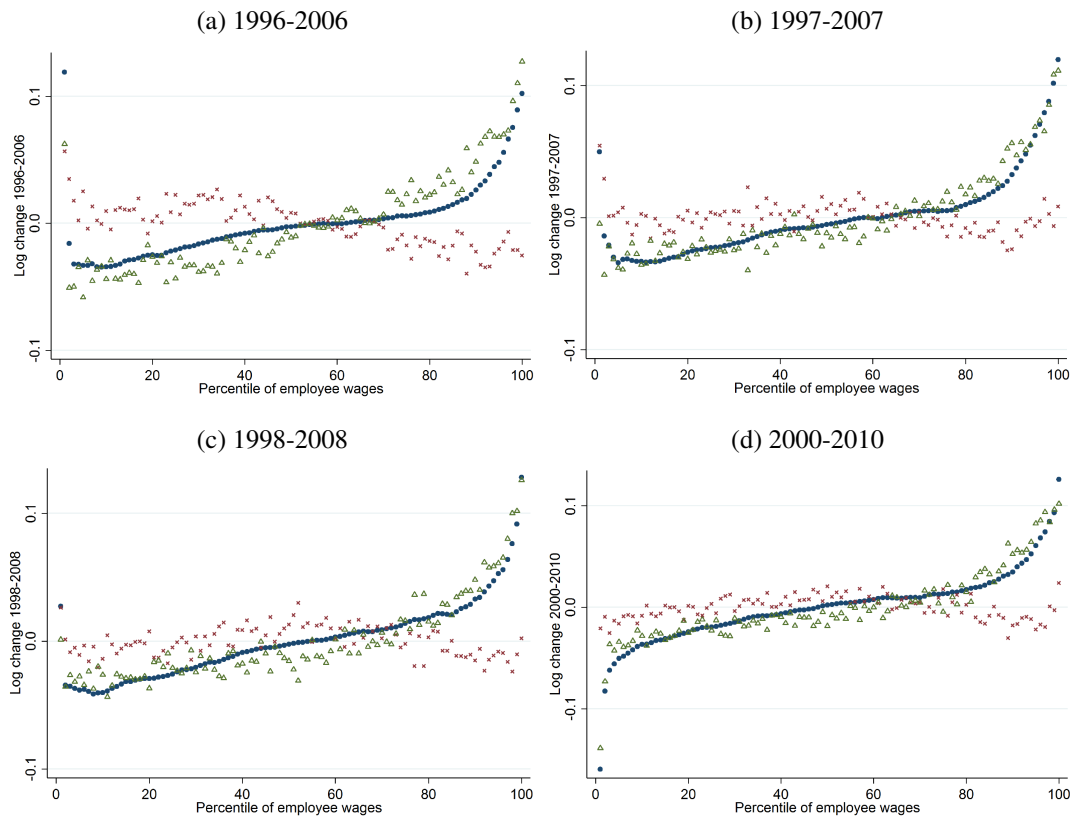 (a) 1996-2006
(b) 1997-2007
Log change 1996-2006
0.1
0.0
-0.1
0 20 40 60 80 100
Percentile of employee wages
Log change 1997-2007
0.1
0.0
-0.1
0 20 40 60 80 100
Percentile of employee wages
(c) 1998-2008
(d) 2000-2010
Log change 1998-2008
0.1
0.0
-0.1
0 20 40 60 80 100
Percentile of employee wages
Log change 2000-2010
0.1
0.0
-0.1
0 20 40 60 80 100
Percentile of employee wages